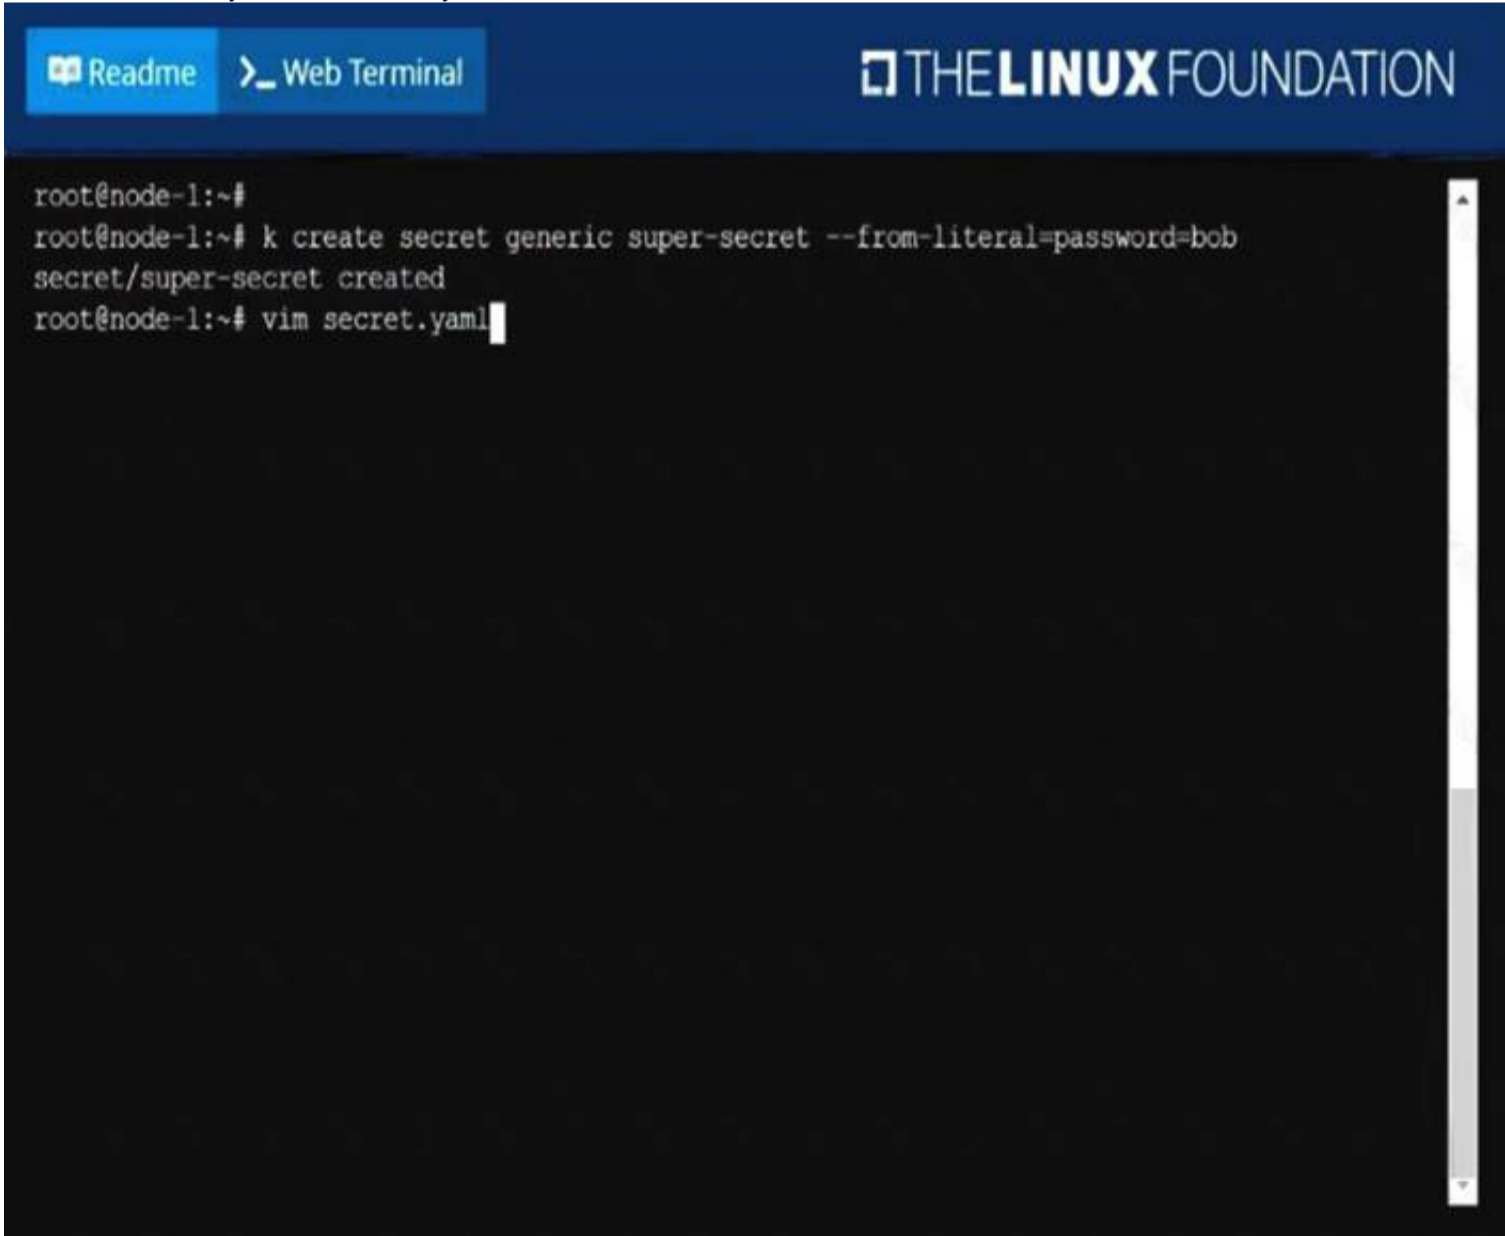 Readme >_ Web Terminal THE LINUX FOUNDATION
root@node-1:~#
root@node-1:~# k create secret generic super-secret --from-literal=password=bob
secret/super-secret created
root@node-1:~# vim secret.yaml